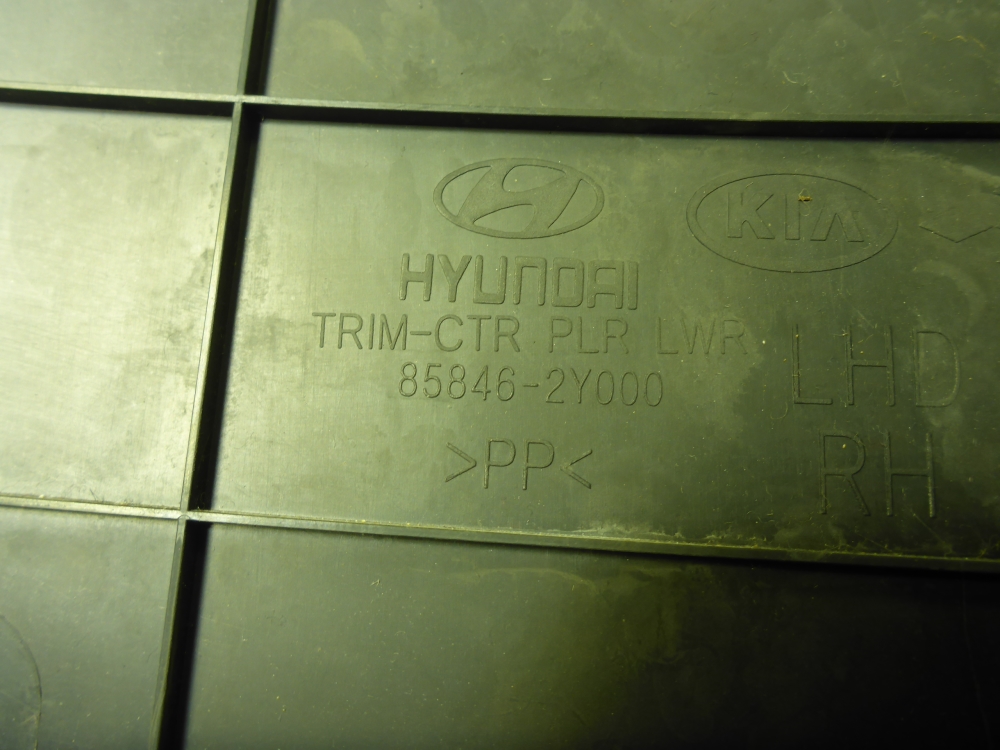 KIA
HYUNDAI
TRIM-CTR PLR LWR
85846-2Y000
LHD
>PP<
RH